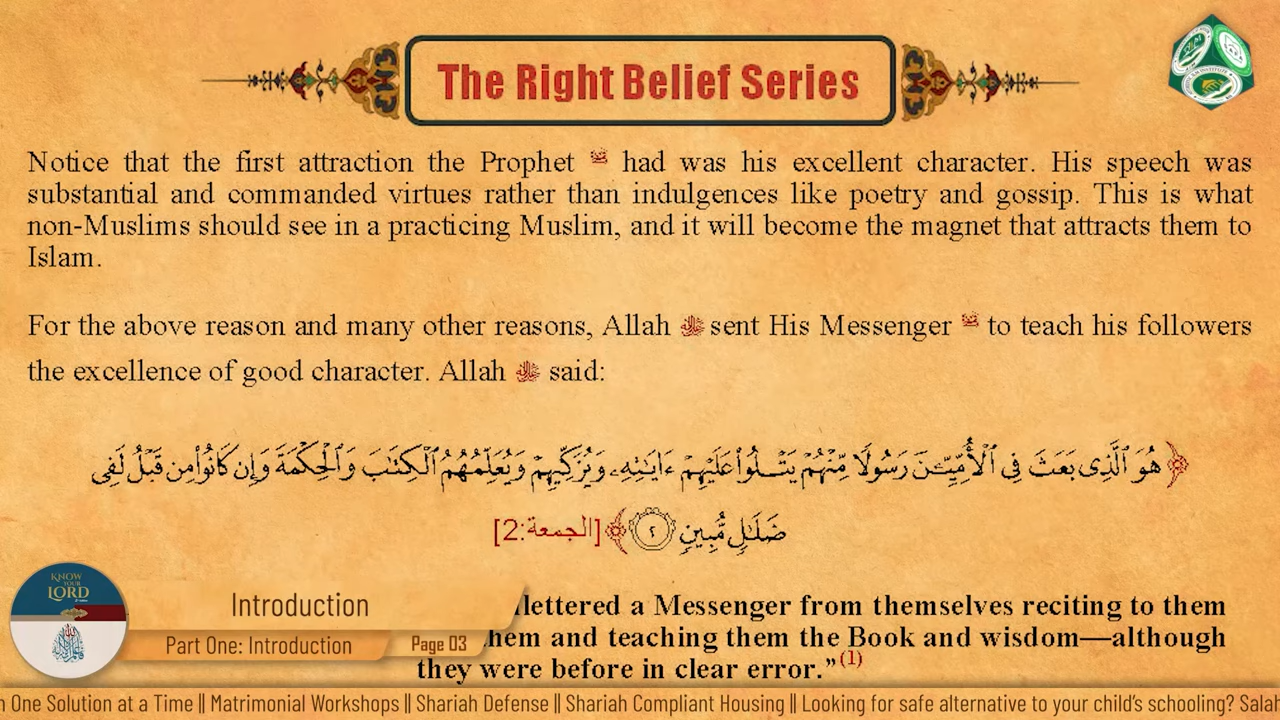 The Right Belief Series
Notice that the first attraction the Prophet ﷺ had was his excellent character. His speech was
substantial and commanded virtues rather than indulgences like poetry and gossip. This is what
non-Muslims should see in a practicing Muslim, and it will become the magnet that attracts them to
Islam.
For the above reason and many other reasons, Allah ﷻ sent His Messenger ﷺ to teach his followers
the excellence of good character. Allah ﷻ said:
﴿هُوَ ٱلَّذِى بَعَثَ فِى ٱلْأُمِّيِّـۧنَ رَسُولًا مِّنْهُمْ يَتْلُوا۟ عَلَيْهِمْ ءَايَـٰتِهِۦ وَيُزَكِّيهِمْ وَيُعَلِّمُهُمُ ٱلْكِتَـٰبَ وَٱلْحِكْمَةَ وَإِن كَانُوا۟ مِن قَبْلُ لَفِى
ضَلَـٰلٍ مُّبِينٍ ٢﴾ [الجمعة:2]
lettered a Messenger from themselves reciting to them
hem and teaching them the Book and wisdom—although
they were before in clear error.”(1)
KNOW
YOUR
LORD
Introduction
Part One: Introduction
Page 03
One Solution at a Time || Matrimonial Workshops || Shariah Defense || Shariah Compliant Housing || Looking for safe alternative to your child’s schooling? Salah